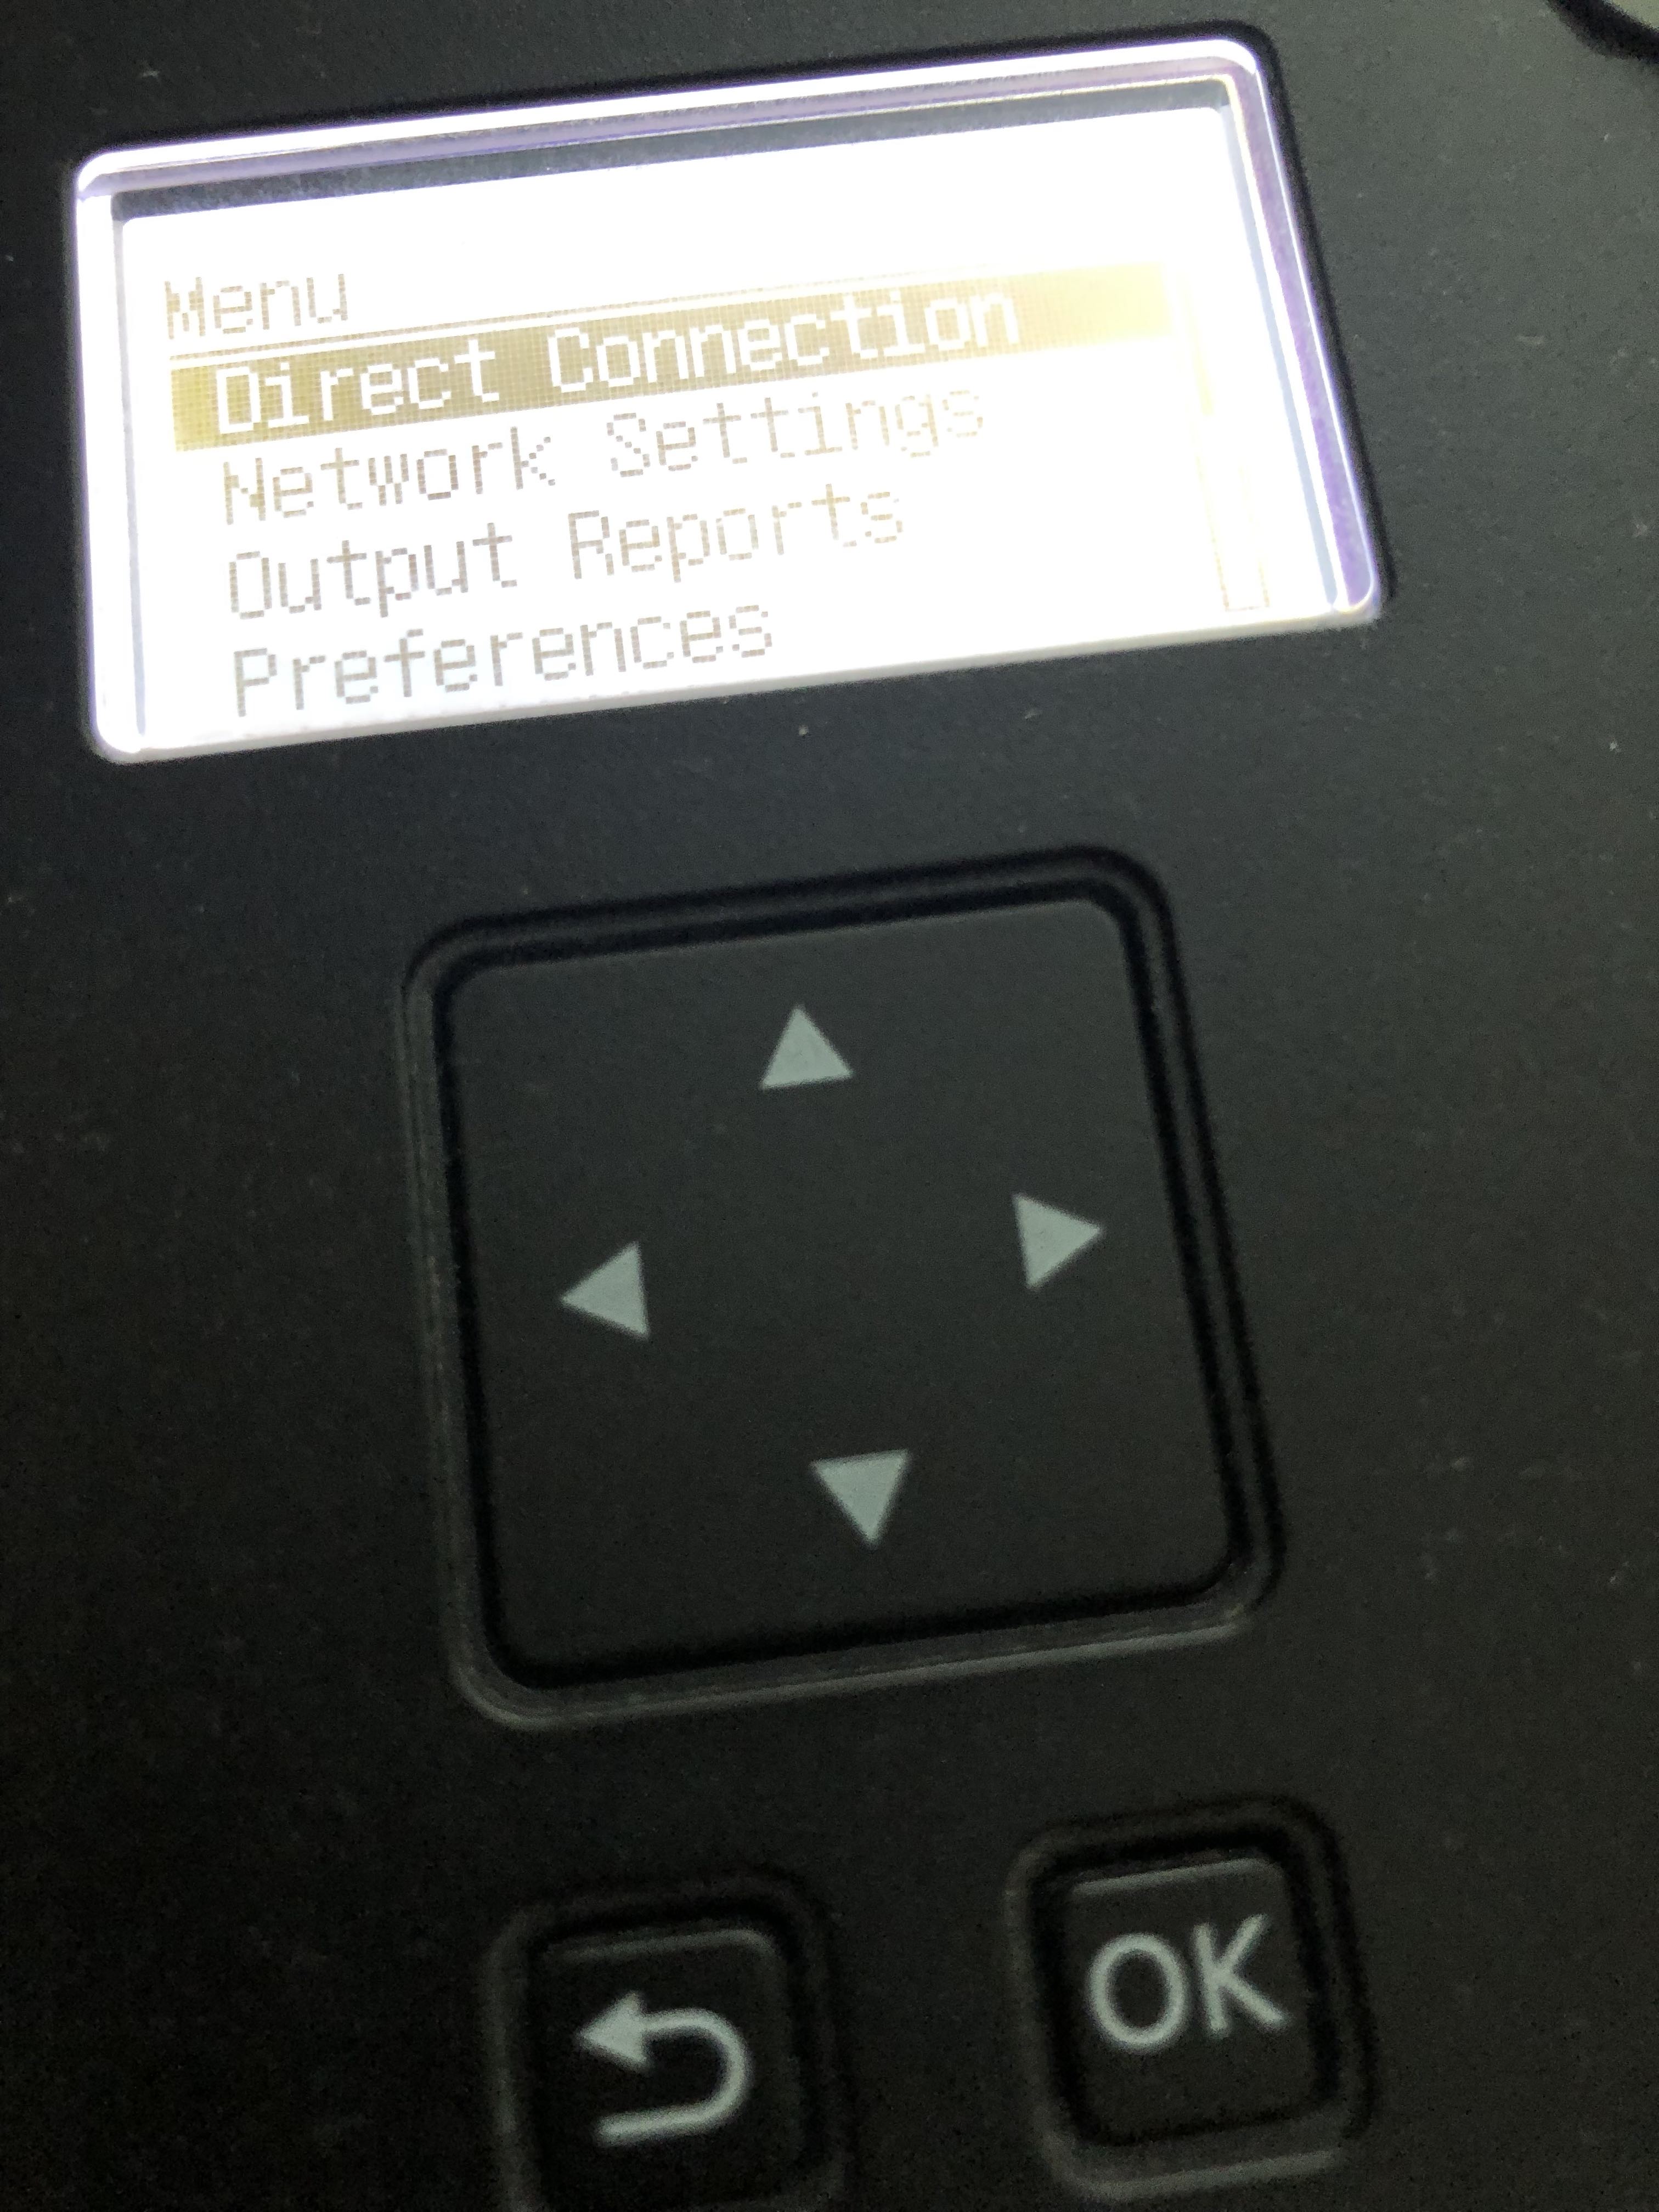 Menu
Direct Connection
Network Settings
Output Reports
Preferences
OK